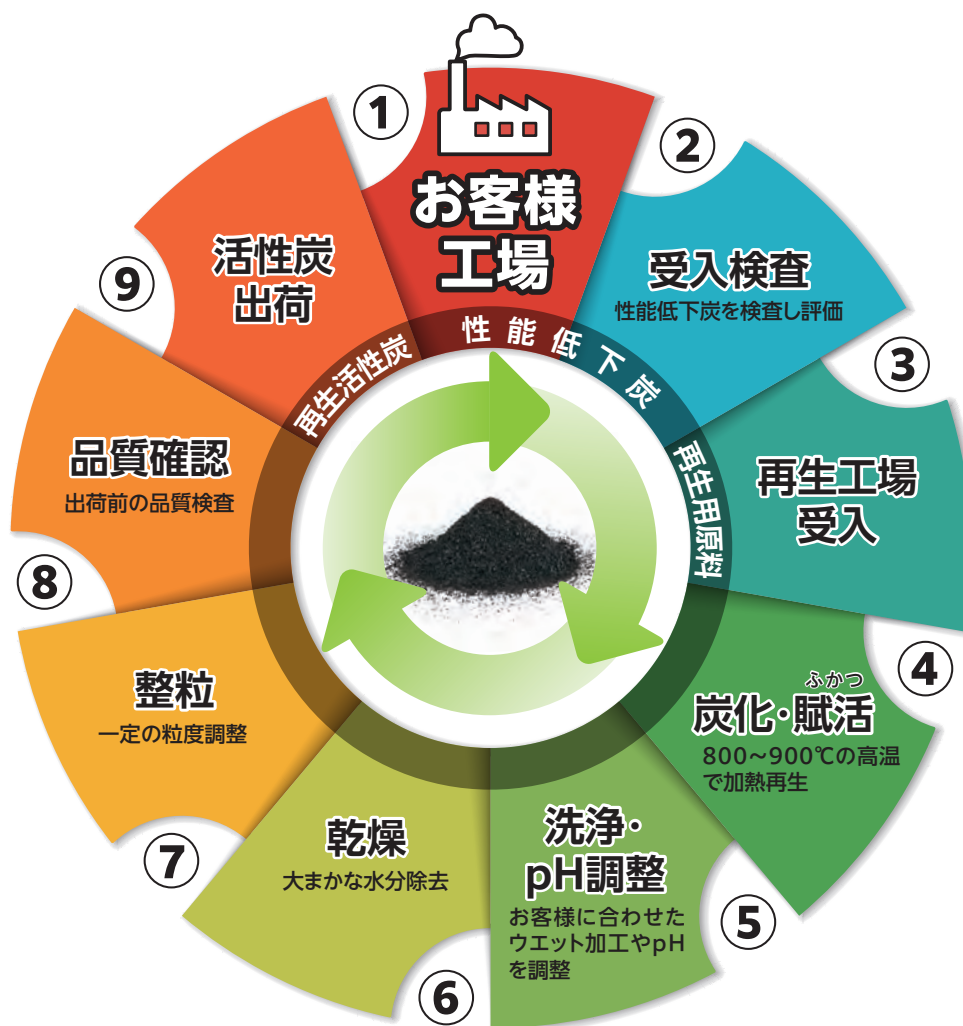 ①
お客様
工場
②
受入検査
性能低下炭を検査し評価
③
再生工場
受入
④
ふかつ
炭化・賦活
800～900℃の高温
で加熱再生
⑤
洗浄・
pH調整
お客様に合わせた
ウエット加工やpH
を調整
⑥
乾燥
大まかな水分除去
⑦
整粒
一定の粒度調整
⑧
品質確認
出荷前の品質検査
⑨
活性炭
出荷
性能低下炭
再生用原料
再生活性炭